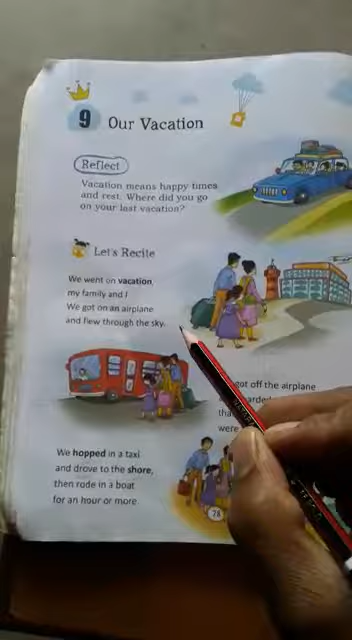 9 Our Vacation
Reflect
Vacation means happy times
and rest. Where did you go
on your last vacation?
Let's Recite
We went on vacation,
my family and I
We got on an airplane
and flew through the sky.
got off the airplane
were
We hopped in a taxi
and drove to the shore,
then rode in a boat
for an hour or more.
78